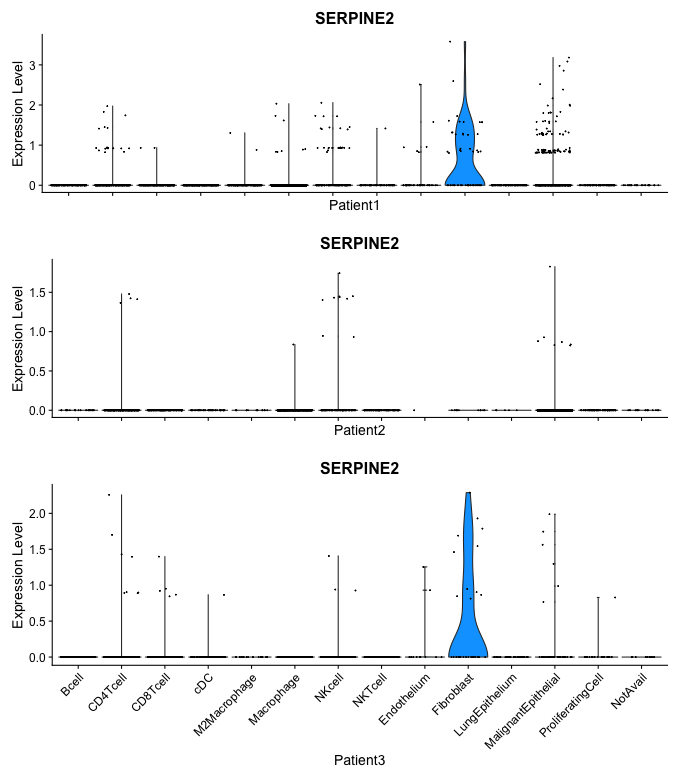 SERPINE2
Expression Level
3
2
1
0
Patient1
SERPINE2
Expression Level
1.5
1.0
0.5
0.0
Patient2
SERPINE2
Expression Level
2.0
1.5
1.0
0.5
0.0
Bcell
CD4Tcell
CD8Tcell
cDC
M2Macrophage
Macrophage
NKcell
NKTcell
Endothelium
Fibroblast
LungEpithelium
MalignantEpithelial
ProliferatingCell
NotAvail
Patient3